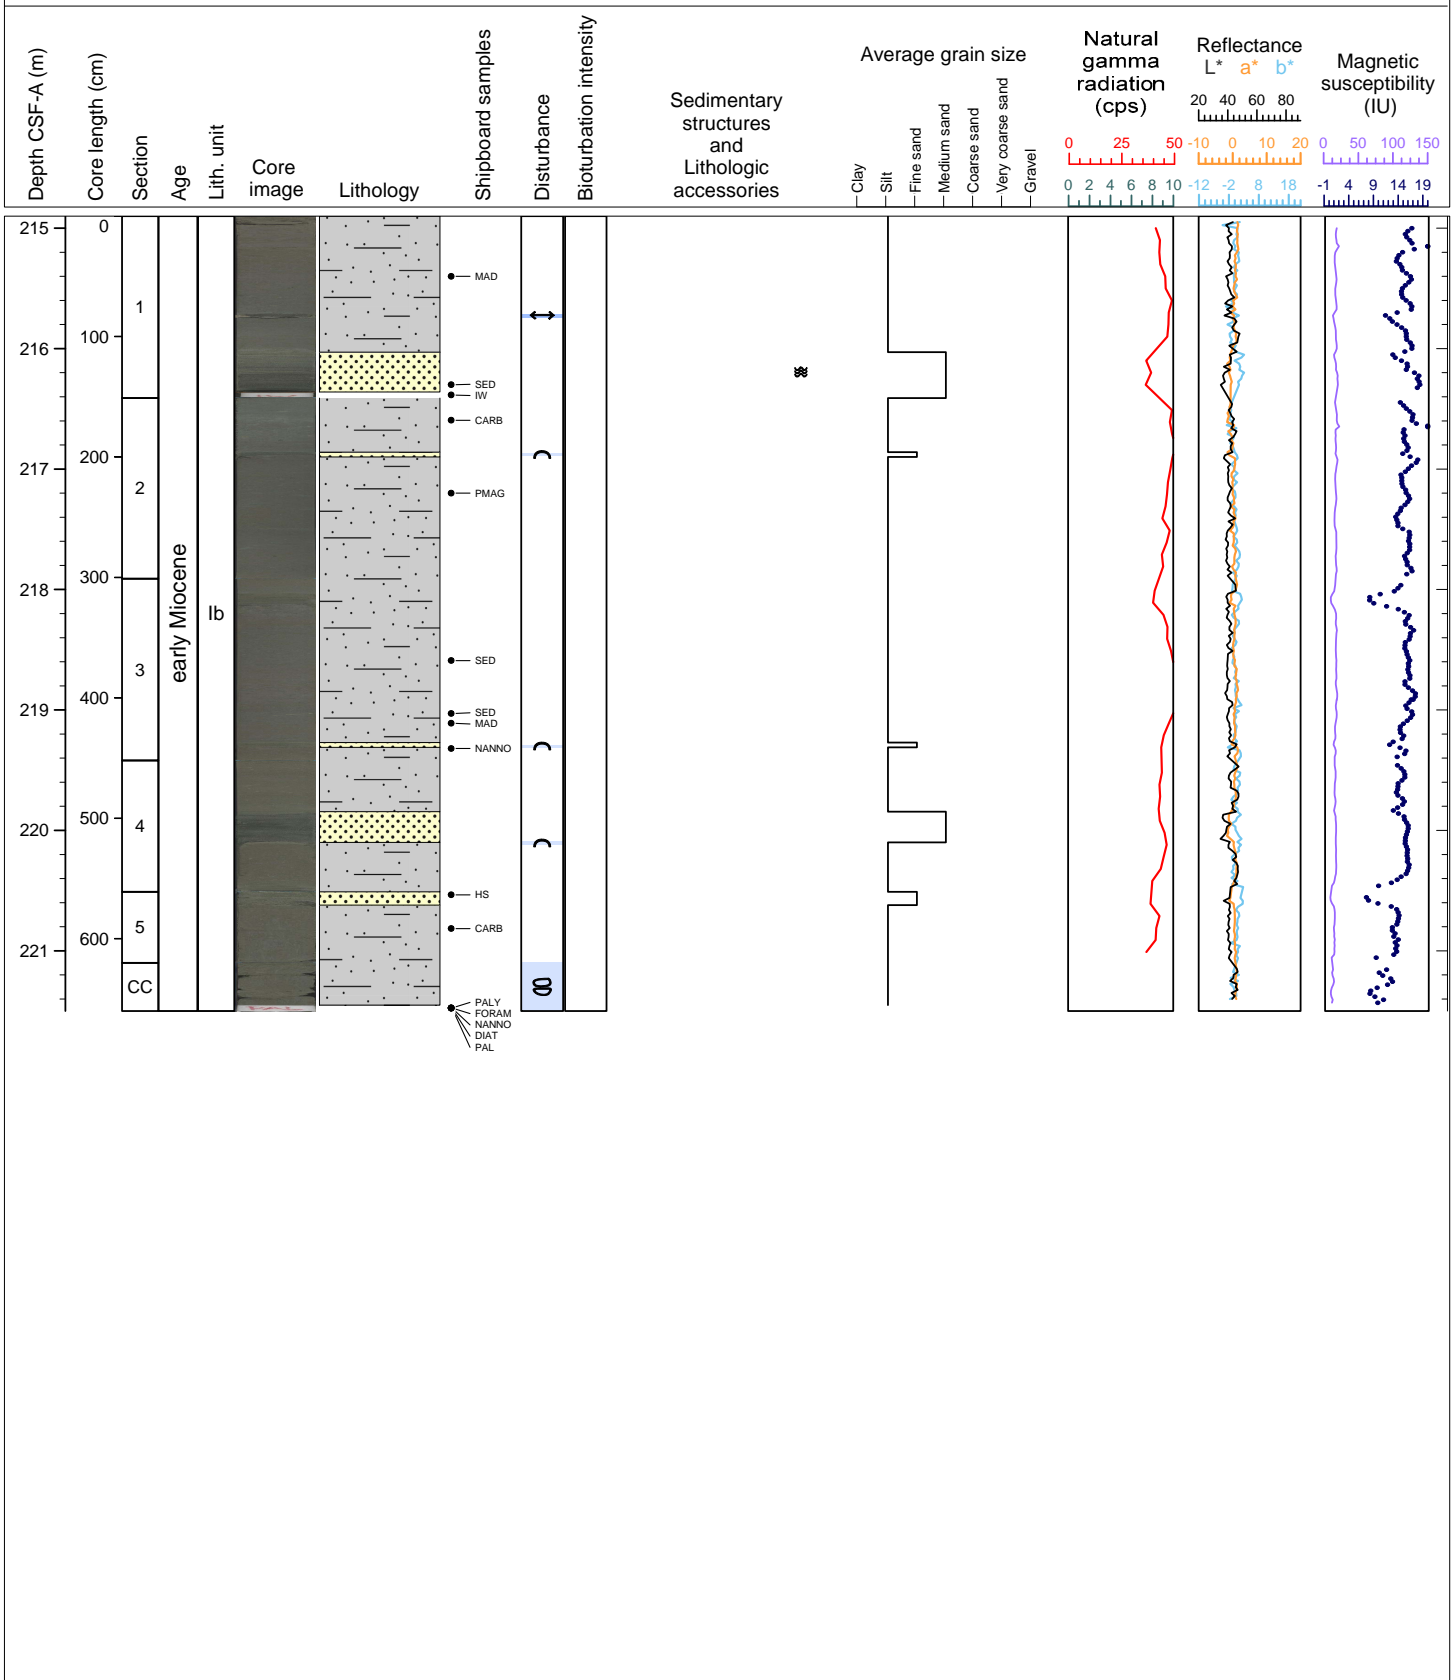 Depth CSF-A (m)
Core length (cm)
Section
Age
Lith. unit
Core
image
Lithology
Shipboard samples
Disturbance
Bioturbation intensity
Sedimentary
structures
and
Lithologic
accessories
Average grain size
Clay
Silt
Fine sand
Medium sand
Coarse sand
Very coarse sand
Gravel
Natural
gamma
radiation
(cps)
0 25 50
0 2 4 6 8 10
Reflectance
L* a* b*
20 40 60 80
-10 0 10 20
-12 -2 8 18
Magnetic
susceptibility
(IU)
0 50 100 150
-1 4 9 14 19
215
216
217
218
219
220
221
0
100
200
300
400
500
600
1
2
3
4
5
CC
early Miocene
Ib
MAD
SED
IW
CARB
PMAG
SED
SED
MAD
NANNO
HS
CARB
PALY
FORAM
NANNO
DIAT
PAL
PAL